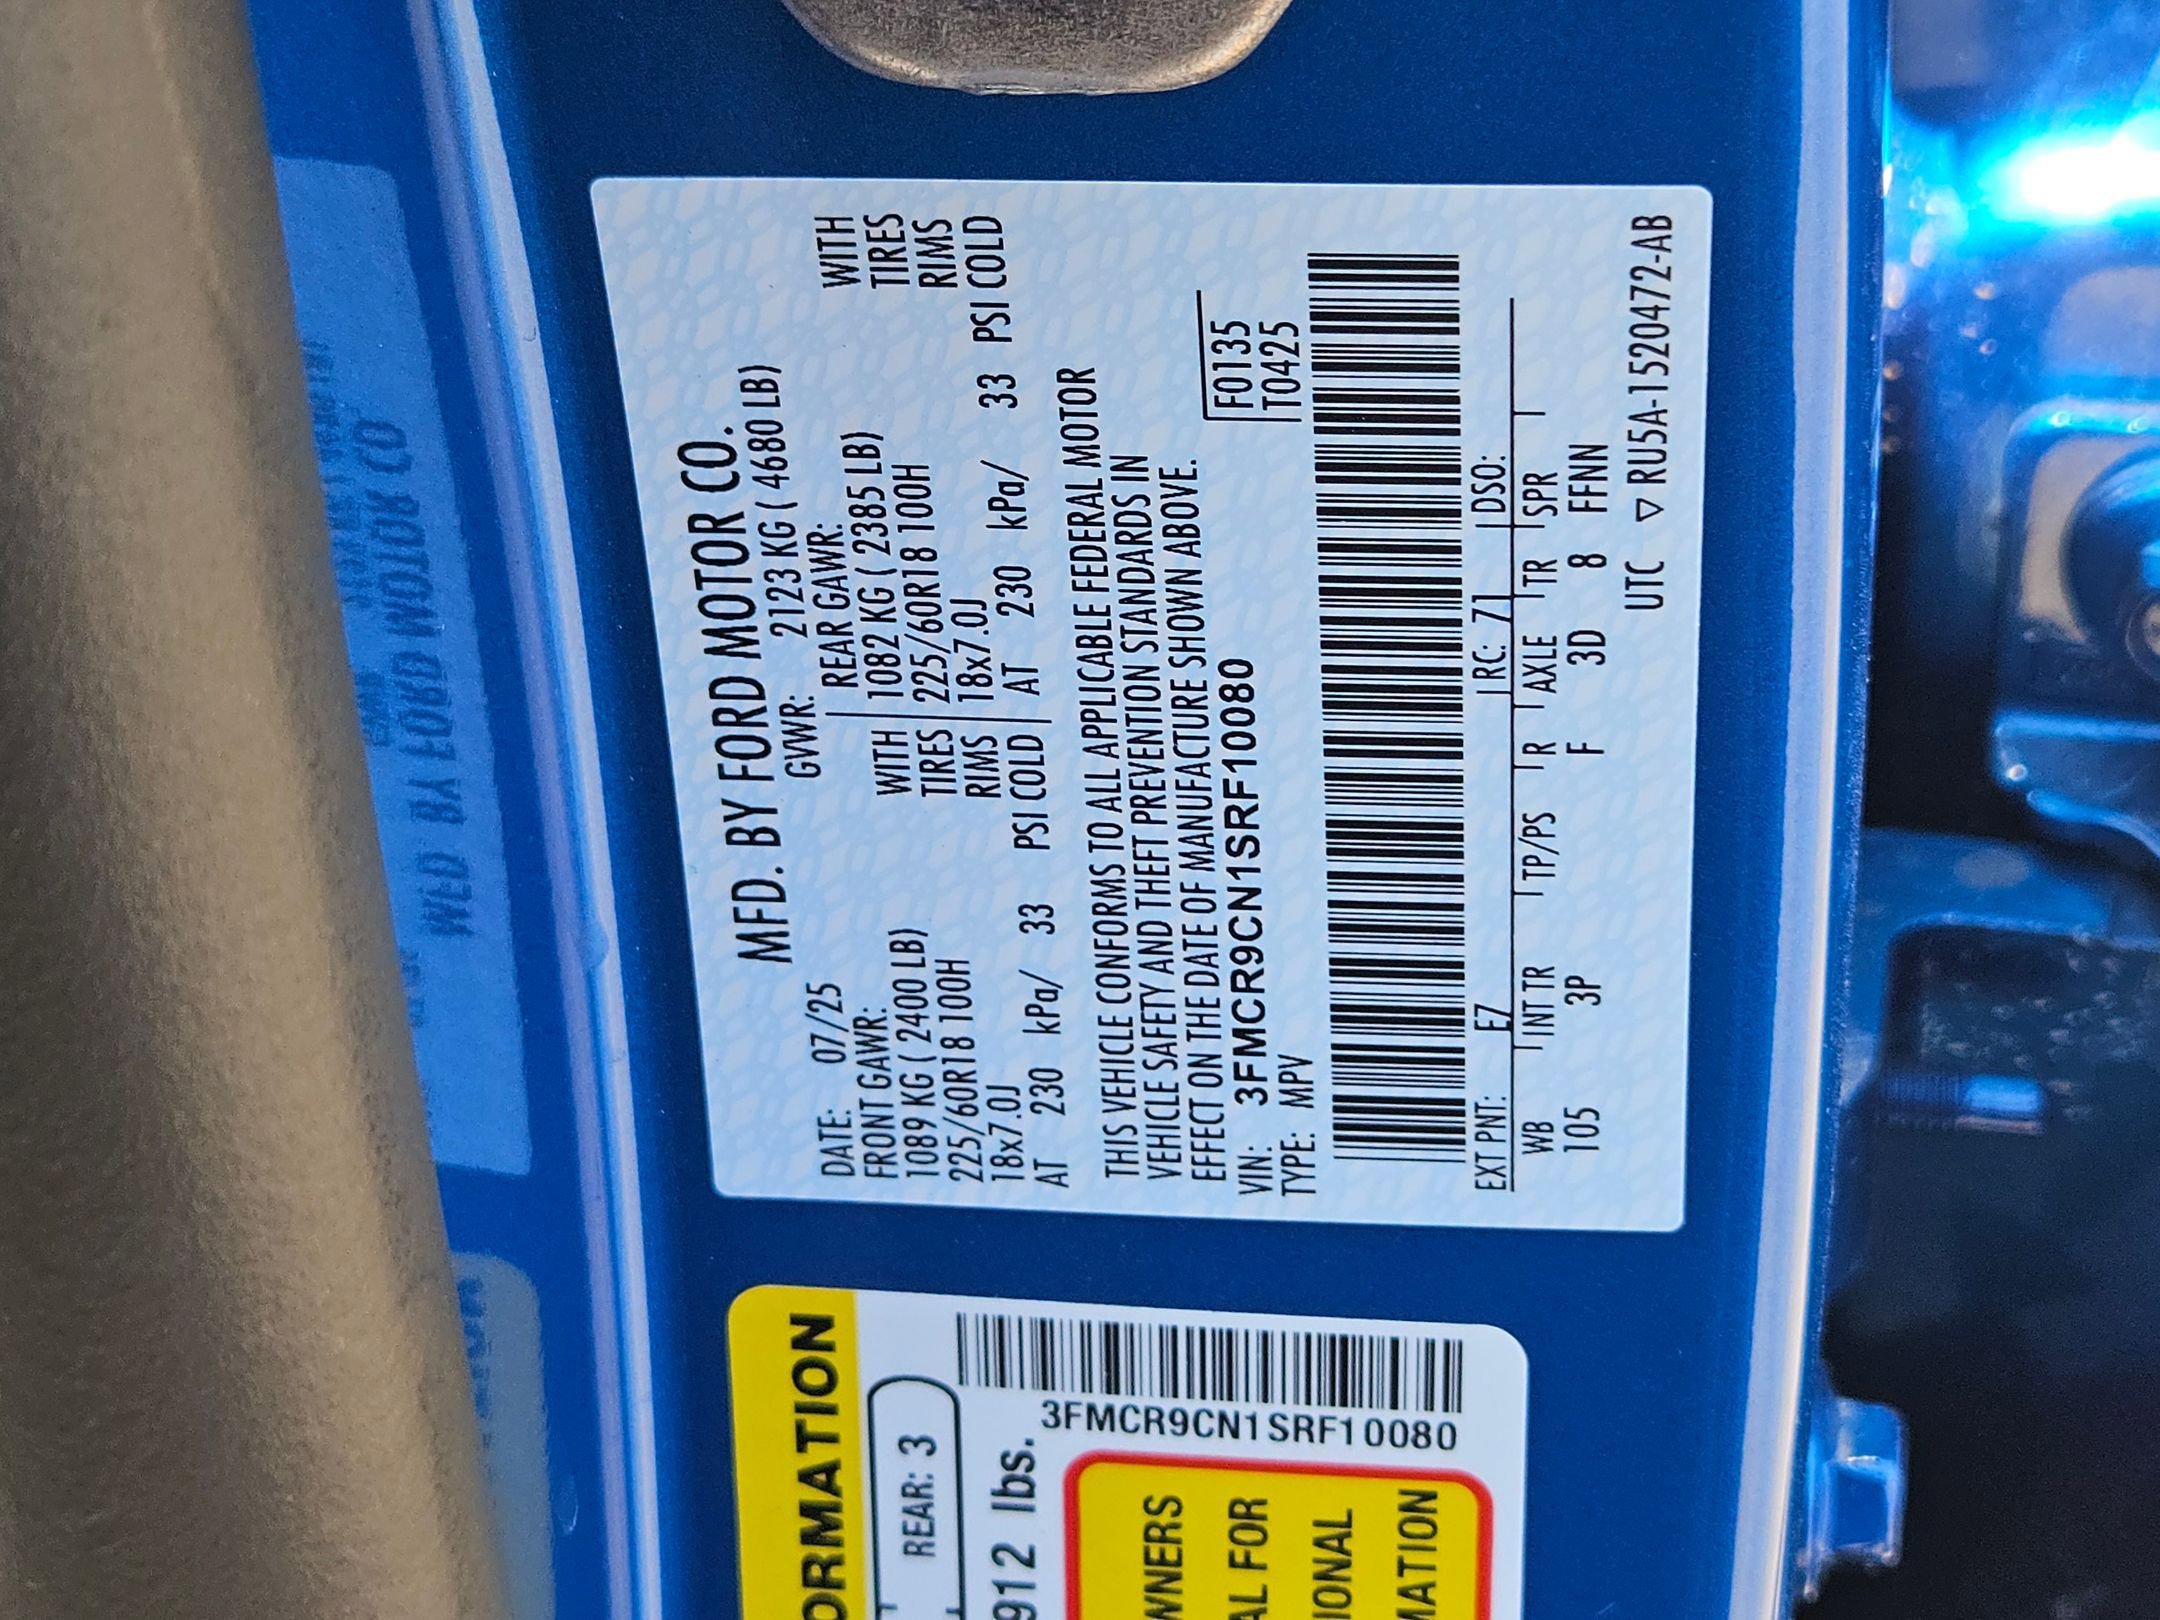 MFD. BY FORD MOTOR CO.
DATE: 07/25 GVWR: 2123 KG ( 4680 LB)
FRONT GAWR: REAR GAWR:
1089 KG ( 2400 LB) WITH 1082 KG ( 2385 LB) WITH
225/60R18 100H TIRES 225/60R18 100H TIRES
18x7.0J RIMS 18x7.0J RIMS
AT 230 kPa/ 33 PSI COLD AT 230 kPa/ 33 PSI COLD
THIS VEHICLE CONFORMS TO ALL APPLICABLE FEDERAL MOTOR
VEHICLE SAFETY AND THEFT PREVENTION STANDARDS IN
EFFECT ON THE DATE OF MANUFACTURE SHOWN ABOVE.
VIN: 3FMCR9CN1SRF10080 F0135
TYPE: MPV T0425
EXT PNT: E7 RC: 71 DSO:
WB INT TR TP/PS R AXLE TR SPR
105 3P F 3D 8 FFNN
UTC ▽ RU5A-1520472-AB
ORMATION
REAR: 3
912 lbs.
3FMCR9CN1SRF10080
WNERS
AL FOR
IONAL
MATION
MFD. BY FORD MOTOR CO